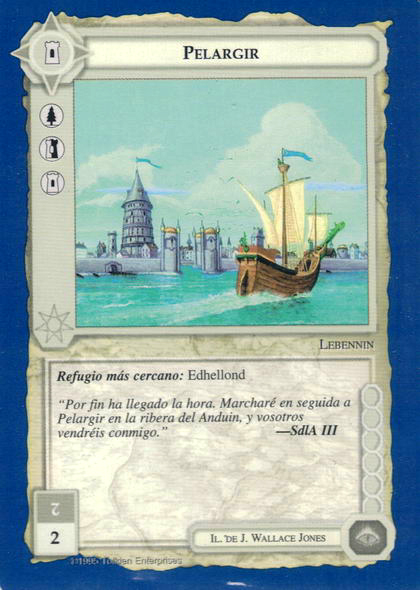 PELARGIR
LEBENNIN
Refugio más cercano: Edhellond
“Por fin ha llegado la hora. Marcharé en seguida a
Pelargir en la ribera del Anduin, y vosotros
vendréis conmigo.” —SdlA III
2
2
IL. DE J. WALLACE JONES
©1995 Tolkien Enterprises